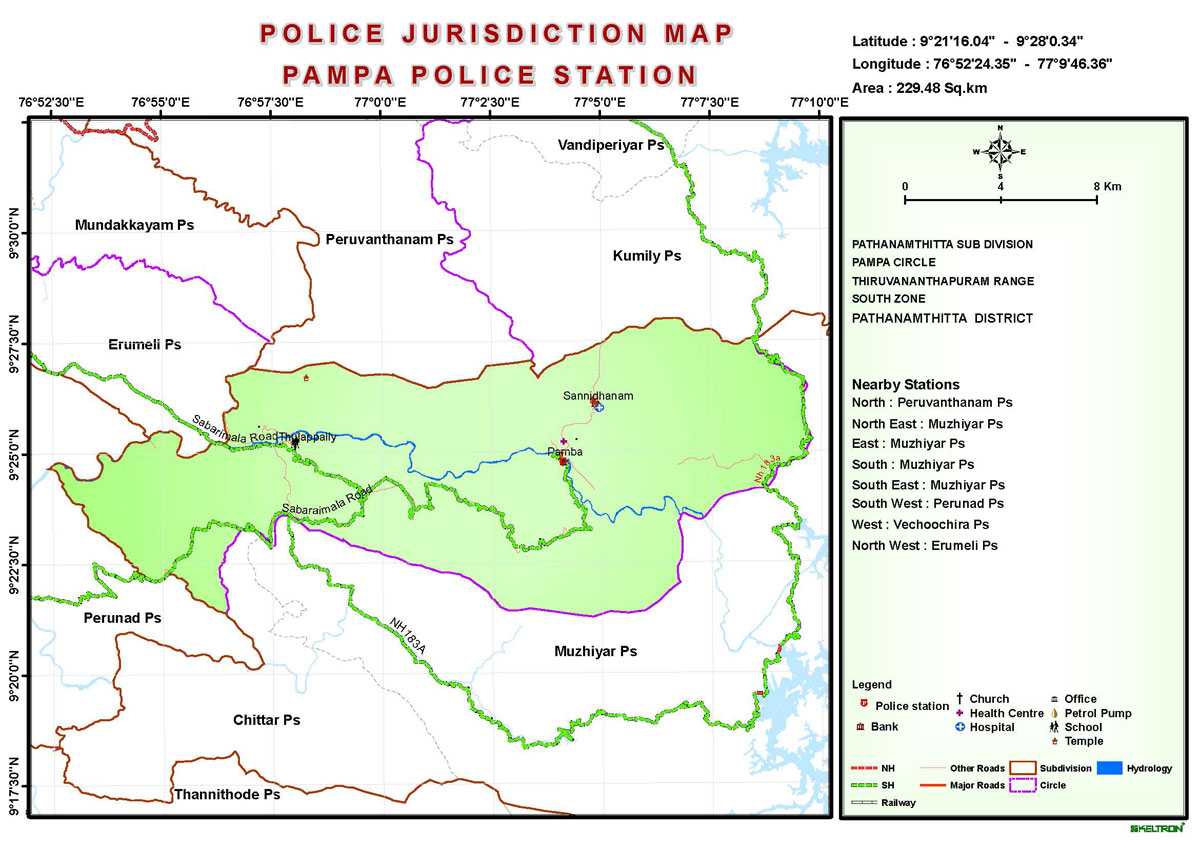 POLICE JURISDICTION MAP
PAMPA POLICE STATION
Latitude : 9°21'16.04" - 9°28'0.34"
Longitude : 76°52'24.35" - 77°9'46.36"
Area : 229.48 Sq.km
76°52'30"E
76°55'0"E
76°57'30"E
77°0'0"E
77°2'30"E
77°5'0"E
77°7'30"E
77°10'0"E
9°30'0"N
9°27'30"N
9°25'0"N
9°22'30"N
9°20'0"N
9°17'30"N
Vandiperiyar Ps
Mundakkayam Ps
Peruvanthanam Ps
Kumily Ps
Erumeli Ps
Sannidhanam
Sabarimala Road
Thulappally
Pamba
Nh 183a
Sabaraimala Road
Perunad Ps
NH183A
Muzhiyar Ps
Chittar Ps
Thannithode Ps
N
W
E
S
0
4
8 Km
PATHANAMTHITTA SUB DIVISION
PAMPA CIRCLE
THIRUVANANTHAPURAM RANGE
SOUTH ZONE
PATHANAMTHITTA DISTRICT
Nearby Stations
North : Peruvanthanam Ps
North East : Muzhiyar Ps
East : Muzhiyar Ps
South : Muzhiyar Ps
South East : Muzhiyar Ps
South West : Perunad Ps
West : Vechoochira Ps
North West : Erumeli Ps
Legend
Police station
Bank
Church
Health Centre
Hospital
Office
Petrol Pump
School
Temple
NH
SH
Railway
Other Roads
Major Roads
Subdivision
Circle
Hydrology
KELTRON